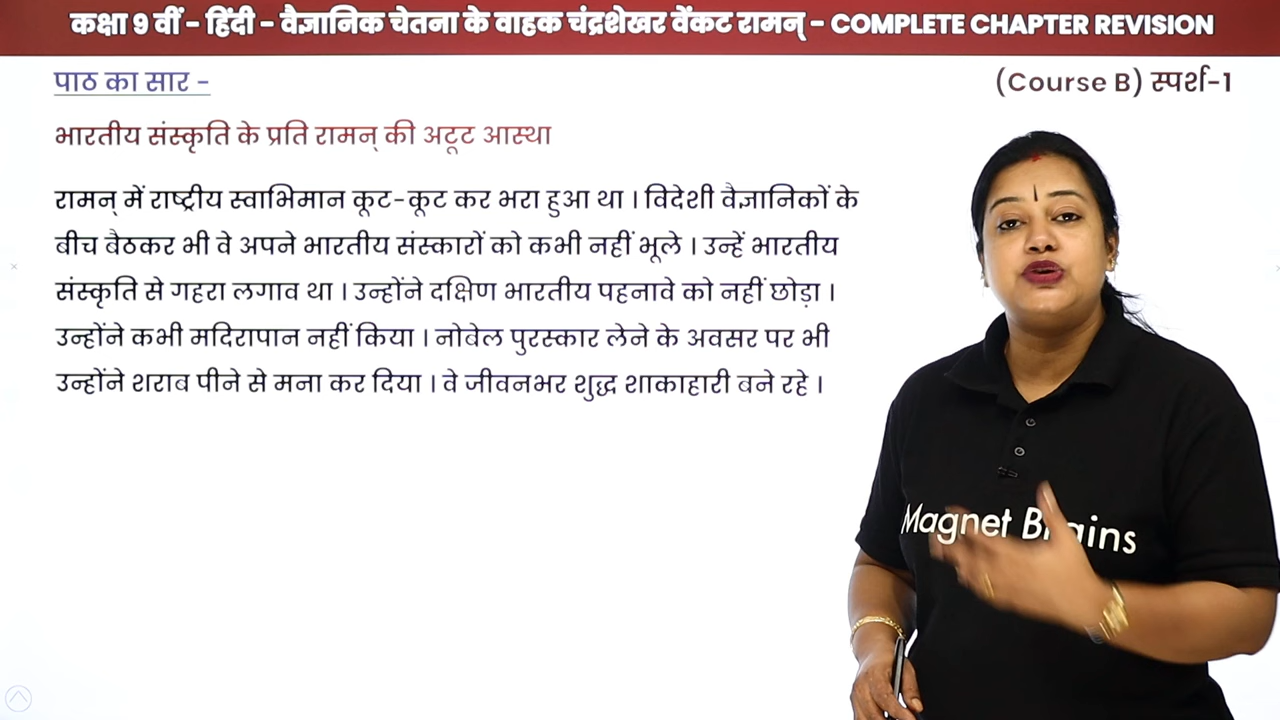 कक्षा 9 वीं - हिंदी - वैज्ञानिक चेतना के वाहक चंद्रशेखर वेंकट रामन् - COMPLETE CHAPTER REVISION
पाठ का सार -
(Course B) स्पर्श-1
भारतीय संस्कृति के प्रति रामन् की अटूट आस्था
रामन् में राष्ट्रीय स्वाभिमान कूट-कूट कर भरा हुआ था । विदेशी वैज्ञानिकों के
बीच बैठकर भी वे अपने भारतीय संस्कारों को कभी नहीं भूले । उन्हें भारतीय
संस्कृति से गहरा लगाव था । उन्होंने दक्षिण भारतीय पहनावे को नहीं छोड़ा ।
उन्होंने कभी मदिरापान नहीं किया । नोबेल पुरस्कार लेने के अवसर पर भी
उन्होंने शराब पीने से मना कर दिया । वे जीवनभर शुद्ध शाकाहारी बने रहे ।
Magnet Brains